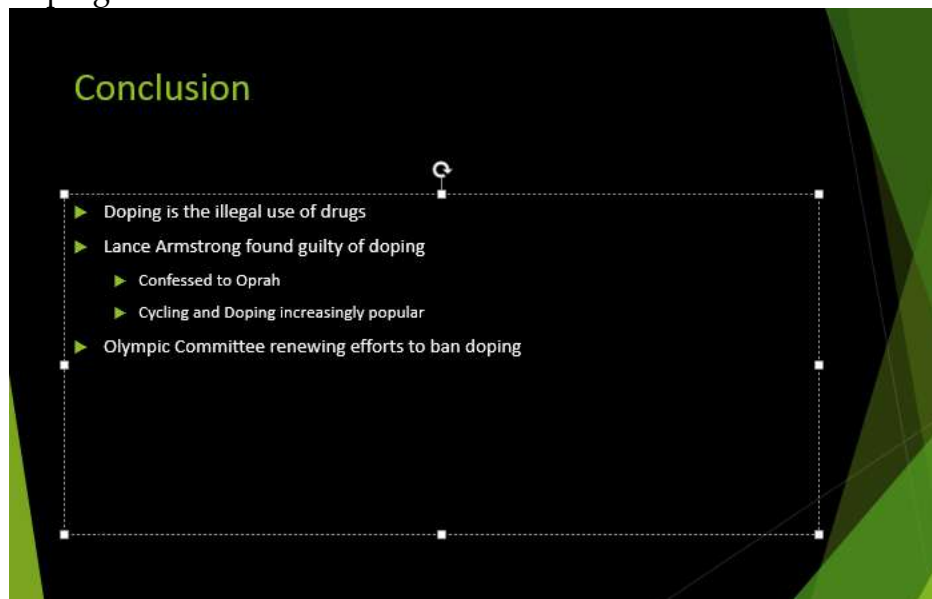 Conclusion
Doping is the illegal use of drugs
Lance Armstrong found guilty of doping
Confessed to Oprah
Cycling and Doping increasingly popular
Olympic Committee renewing efforts to ban doping